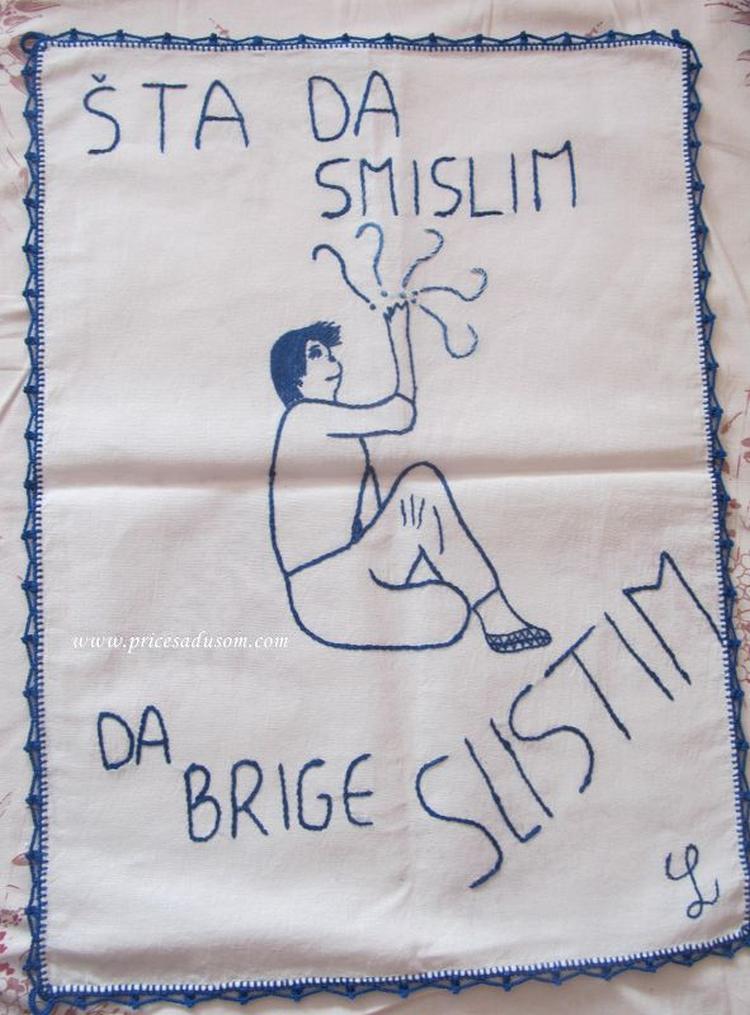 ŠTA DA
SMISLIM
www.pricesadusom.com
DA
BRIGE SLISTIM
L